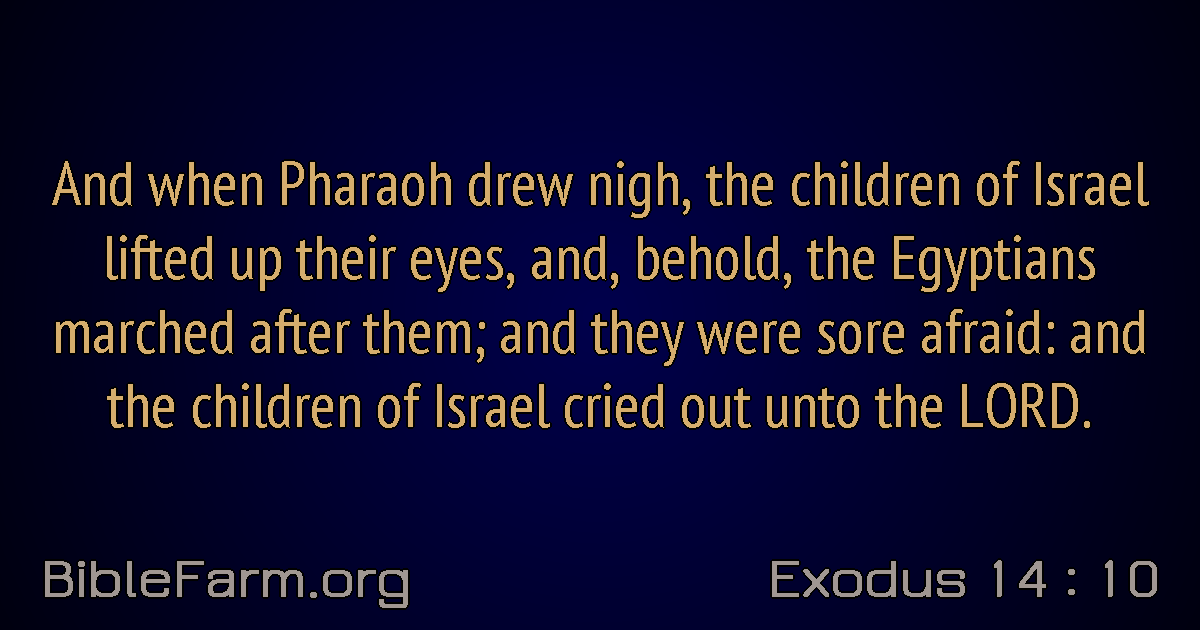 And when Pharaoh drew nigh, the children of Israel
lifted up their eyes, and, behold, the Egyptians
marched after them; and they were sore afraid: and
the children of Israel cried out unto the LORD.
BibleFarm.org
Exodus 14 : 10